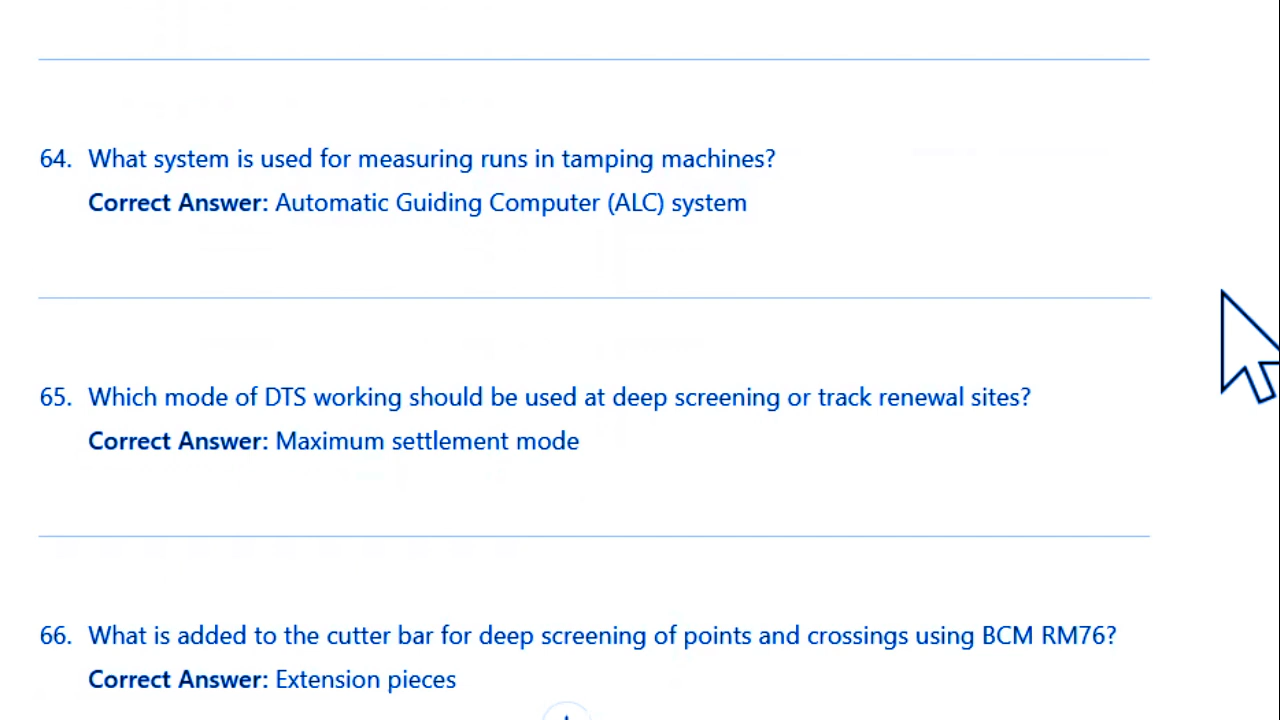 64. What system is used for measuring runs in tamping machines?
Correct Answer: Automatic Guiding Computer (ALC) system
65. Which mode of DTS working should be used at deep screening or track renewal sites?
Correct Answer: Maximum settlement mode
66. What is added to the cutter bar for deep screening of points and crossings using BCM RM76?
Correct Answer: Extension pieces